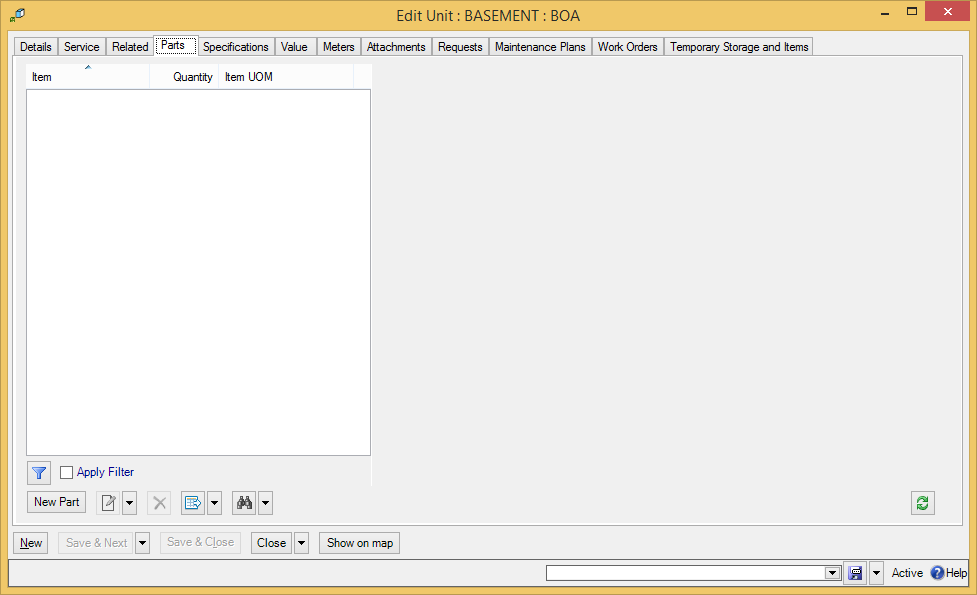 Edit Unit : BASEMENT : BOA
Details Service Related Parts Specifications Value Meters Attachments Requests Maintenance Plans Work Orders Temporary Storage and Items
Item Quantity Item UOM
Apply Filter
New Part
New Save & Next Save & Close Close Show on map
Active Help